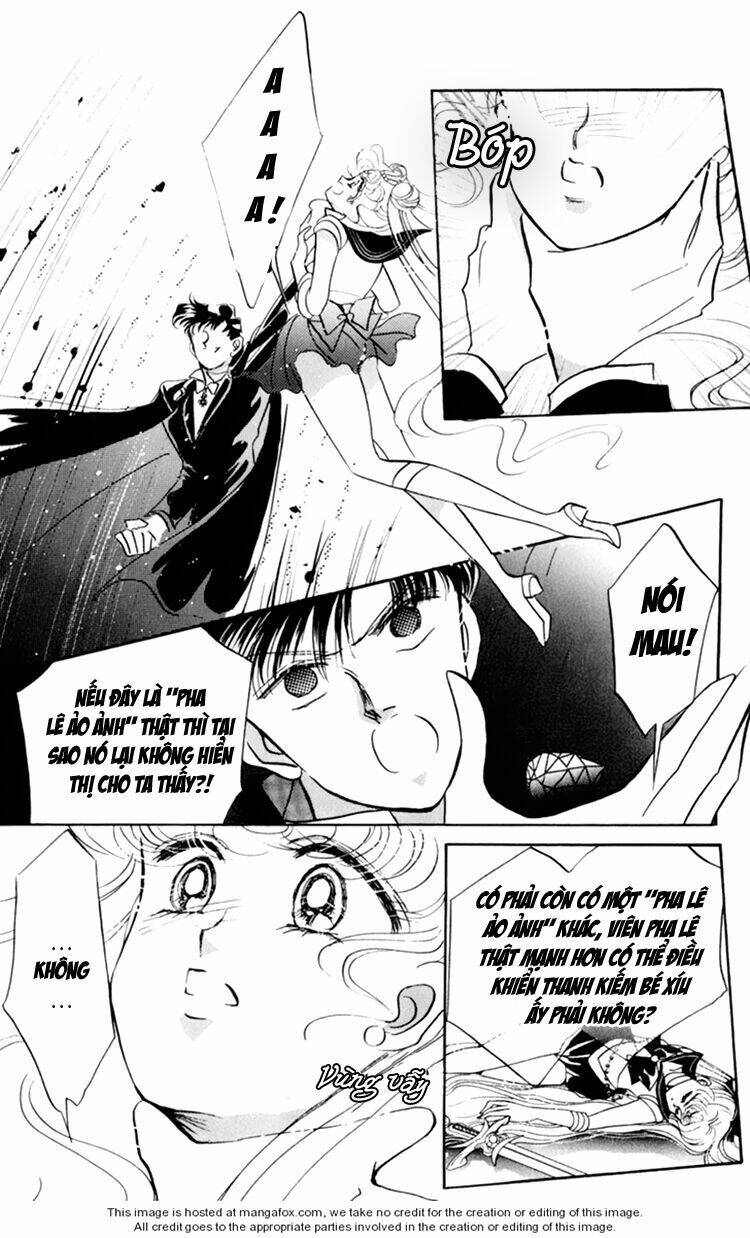 A
A
A
A
A!
Bóp
NÓI
MAU!
NẾU ĐÂY LÀ "PHA
LÊ ẢO ẢNH" THẬT THÌ TẠI
SAO NÓ LẠI KHÔNG HIỂN
THỊ CHO TA THẤY?!
CÓ PHẢI CÒN CÓ MỘT "PHA LÊ
ẢO ẢNH" KHÁC, VIÊN PHA LÊ
THẬT MẠNH HƠN CÓ THỂ ĐIỀU
KHIỂN THANH KIẾM BÉ XÍU
ẤY PHẢI KHÔNG?
...
KHÔNG
...
Vùng vẫy
This image is hosted at mangafox.com, we take no credit for the creation or editing of this image.
All credit goes to the appropriate parties involved in the creation or editing of this image.